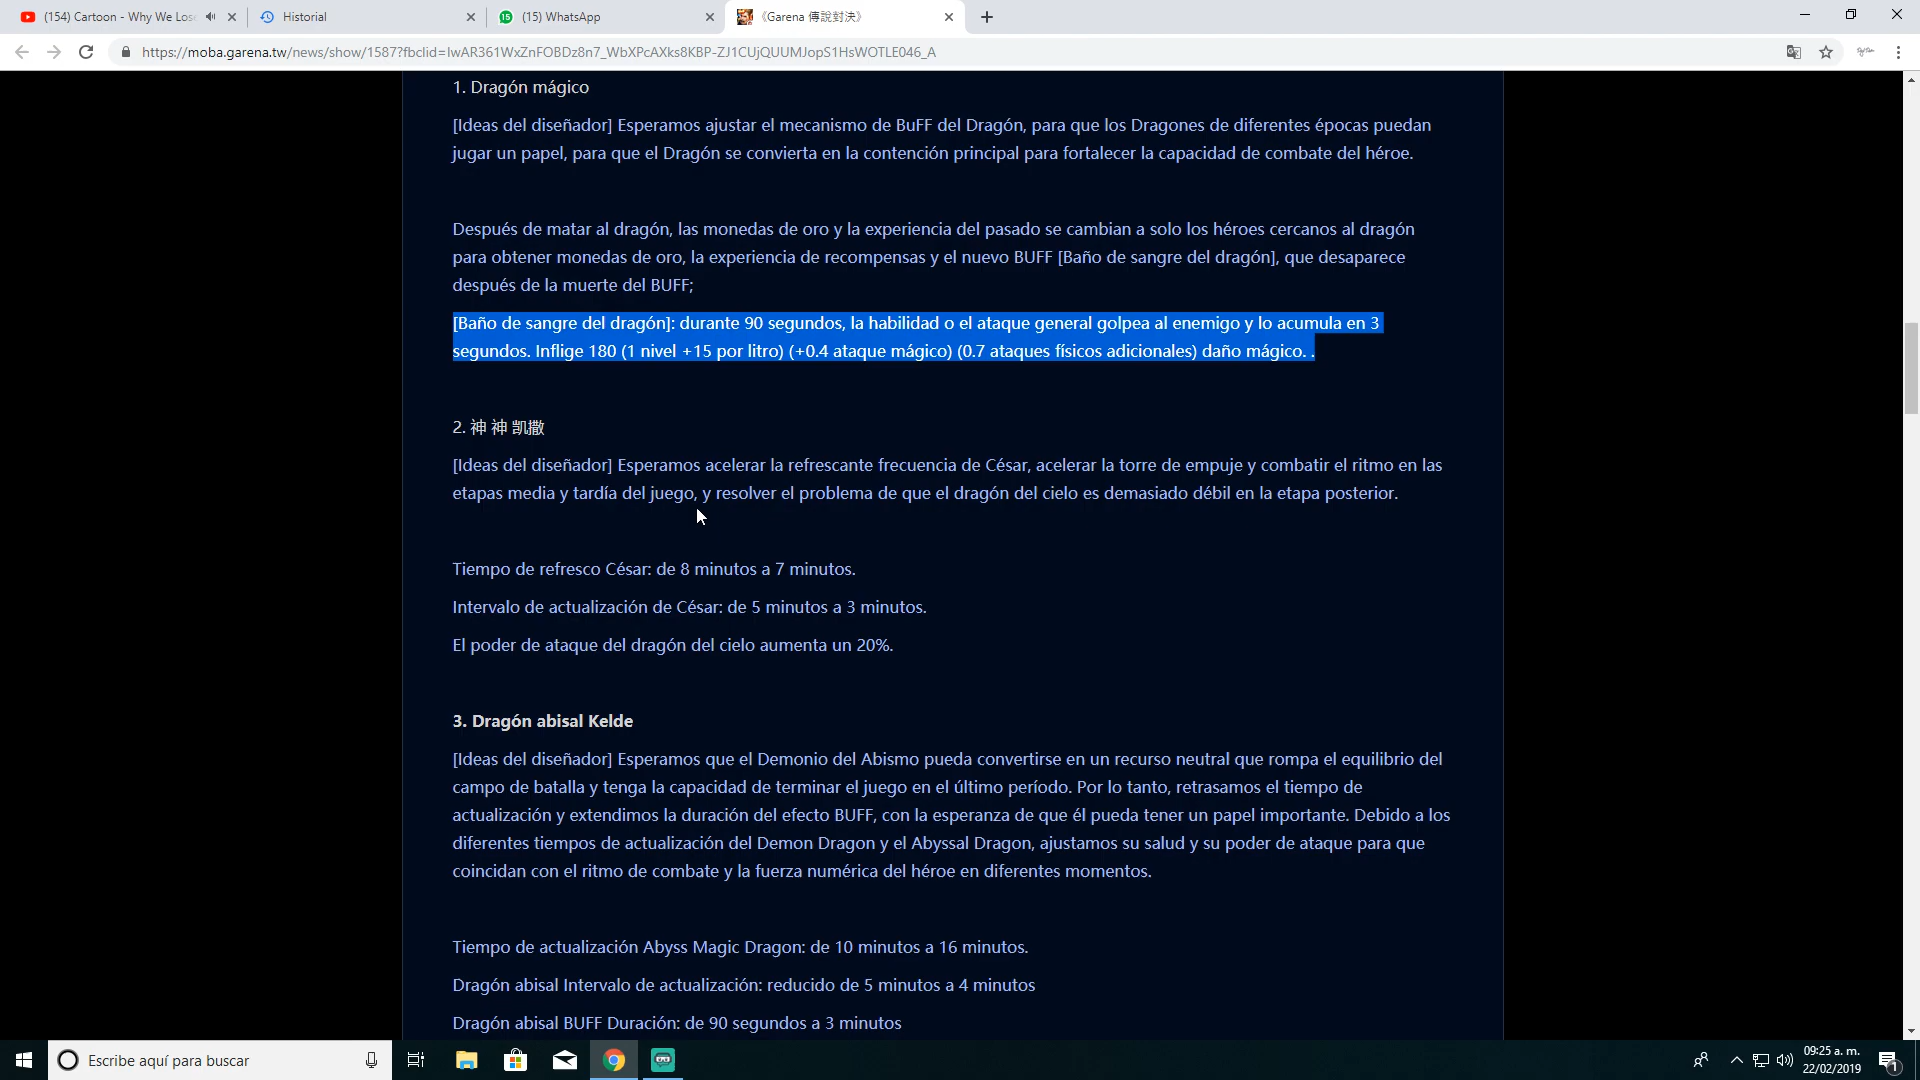 (154) Cartoon - Why We Lose
Historial
(15) WhatsApp
《Garena 傳說對決》
https://moba.garena.tw/news/show/1587?fbclid=IwAR361WxZnFOBDz8n7_WbXPcAXks8KBP-ZJ1CUjQUUMJopS1HsWOTLE046_A
1. Dragón mágico
[Ideas del diseñador] Esperamos ajustar el mecanismo de BuFF del Dragón, para que los Dragones de diferentes épocas puedan
jugar un papel, para que el Dragón se convierta en la contención principal para fortalecer la capacidad de combate del héroe.
Después de matar al dragón, las monedas de oro y la experiencia del pasado se cambian a solo los héroes cercanos al dragón
para obtener monedas de oro, la experiencia de recompensas y el nuevo BUFF [Baño de sangre del dragón], que desaparece
después de la muerte del BUFF;
[Baño de sangre del dragón]: durante 90 segundos, la habilidad o el ataque general golpea al enemigo y lo acumula en 3
segundos. Inflige 180 (1 nivel +15 por litro) (+0.4 ataque mágico) (0.7 ataques físicos adicionales) daño mágico. .
2. 神 神 凯撒
[Ideas del diseñador] Esperamos acelerar la refrescante frecuencia de César, acelerar la torre de empuje y combatir el ritmo en las
etapas media y tardía del juego, y resolver el problema de que el dragón del cielo es demasiado débil en la etapa posterior.
Tiempo de refresco César: de 8 minutos a 7 minutos.
Intervalo de actualización de César: de 5 minutos a 3 minutos.
El poder de ataque del dragón del cielo aumenta un 20%.
3. Dragón abisal Kelde
[Ideas del diseñador] Esperamos que el Demonio del Abismo pueda convertirse en un recurso neutral que rompa el equilibrio del
campo de batalla y tenga la capacidad de terminar el juego en el último período. Por lo tanto, retrasamos el tiempo de
actualización y extendimos la duración del efecto BUFF, con la esperanza de que él pueda tener un papel importante. Debido a los
diferentes tiempos de actualización del Demon Dragon y el Abyssal Dragon, ajustamos su salud y su poder de ataque para que
coincidan con el ritmo de combate y la fuerza numérica del héroe en diferentes momentos.
Tiempo de actualización Abyss Magic Dragon: de 10 minutos a 16 minutos.
Dragón abisal Intervalo de actualización: reducido de 5 minutos a 4 minutos
Dragón abisal BUFF Duración: de 90 segundos a 3 minutos
Escribe aquí para buscar
09:25 a. m.
22/02/2019
1